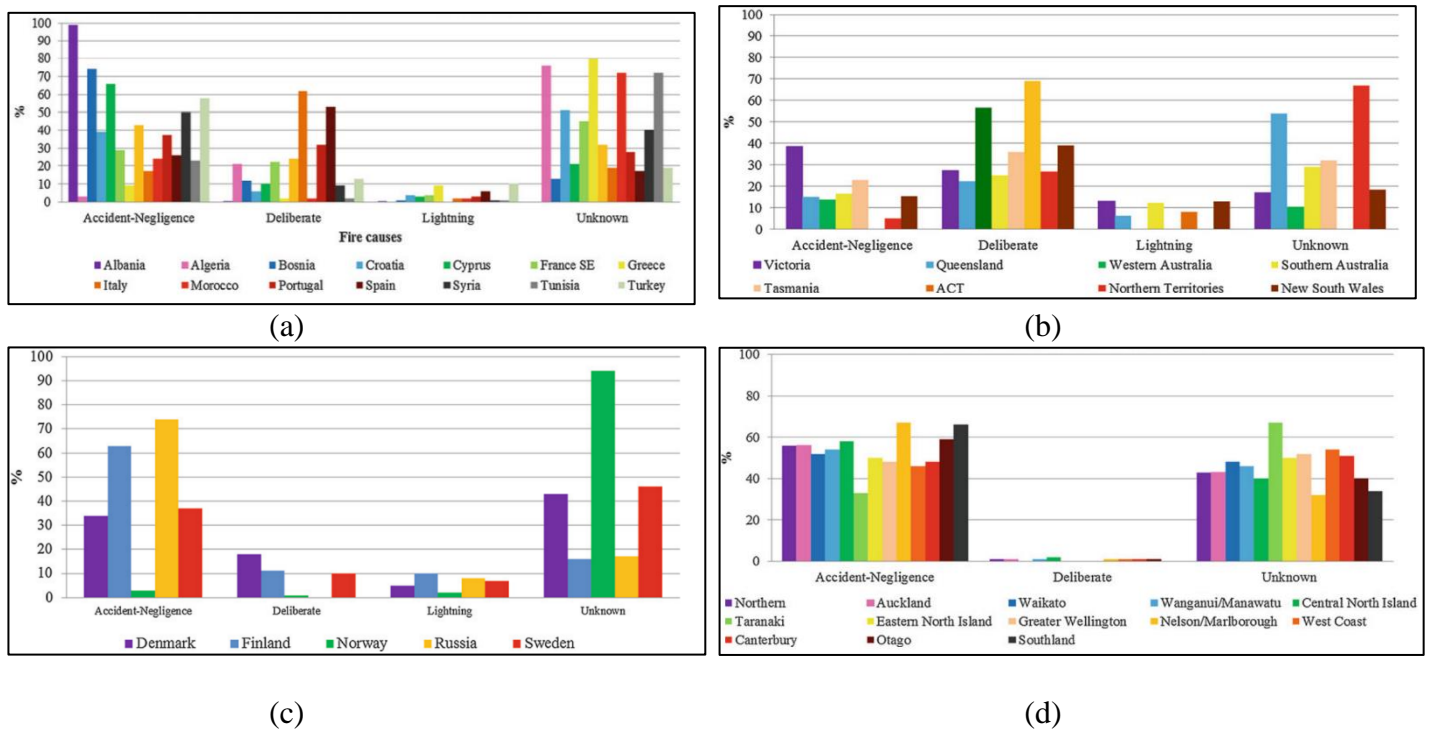 100
90
80
70
60
50
40
30
20
10
0
%
Accident-Negligence Deliberate Lightning Unknown
Fire causes
Albania Algeria Bosnia Croatia Cyprus France SE Greece
Italy Morocco Portugal Spain Syria Tunisia Turkey
(a)
100
90
80
70
60
50
40
30
20
10
0
%
Accident-Negligence Deliberate Lightning Unknown
Victoria Queensland Western Australia Southern Australia
Tasmania ACT Northern Territories New South Wales
(b)
100
90
80
70
60
50
40
30
20
10
0
%
Accident-Negligence Deliberate Lightning Unknown
Denmark Finland Norway Russia Sweden
(c)
100
80
60
40
20
0
%
Accident-Negligence Deliberate Unknown
Northern Auckland Waikato Wanganui/Manawatu Central North Island
Taranaki Eastern North Island Greater Wellington Nelson/Marlborough West Coast
Canterbury Otago Southland
(d)